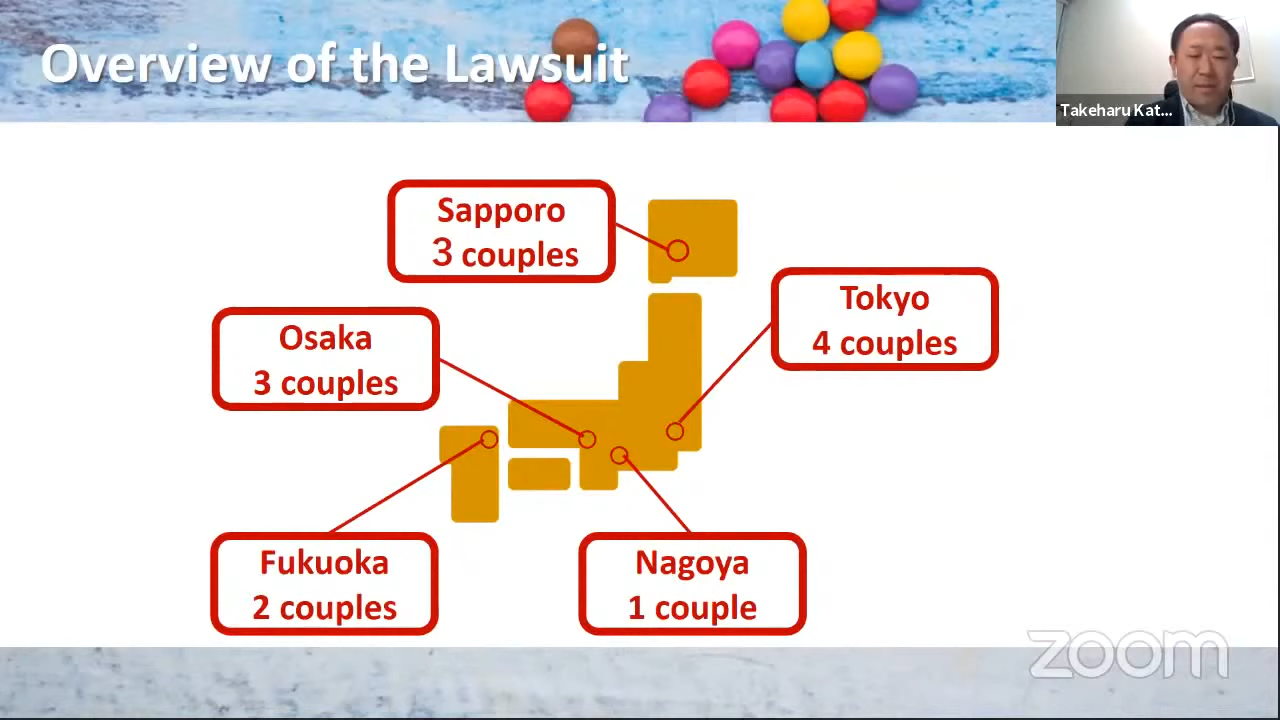 Overview of the Lawsuit
Takeharu Kat...
Sapporo
3 couples
Tokyo
4 couples
Osaka
3 couples
Fukuoka
2 couples
Nagoya
1 couple
zoom